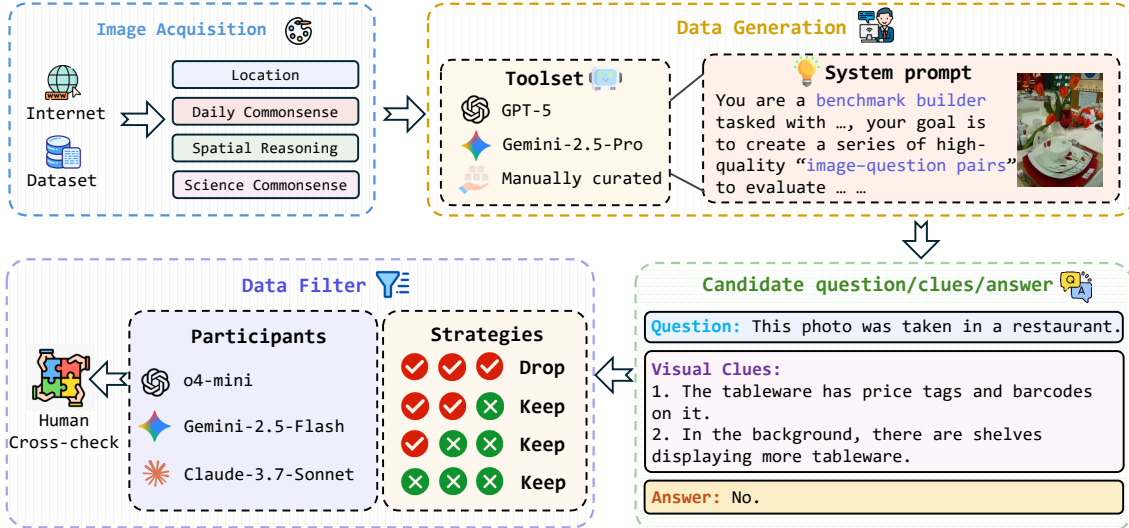 Image Acquisition
Internet
Dataset
Location
Daily Commonsense
Spatial Reasoning
Science Commonsense
Data Generation
Toolset
GPT-5
Gemini-2.5-Pro
Manually curated
System prompt
You are a benchmark builder
tasked with …, your goal is
to create a series of high-
quality “image–question pairs”
to evaluate … …
Candidate question/clues/answer
Question: This photo was taken in a restaurant.
Visual Clues:
1. The tableware has price tags and barcodes
on it.
2. In the background, there are shelves
displaying more tableware.
Answer: No.
Data Filter
Strategies
Drop
Keep
Keep
Keep
Participants
o4-mini
Gemini-2.5-Flash
Claude-3.7-Sonnet
Human
Cross-check
WWW
Q
A